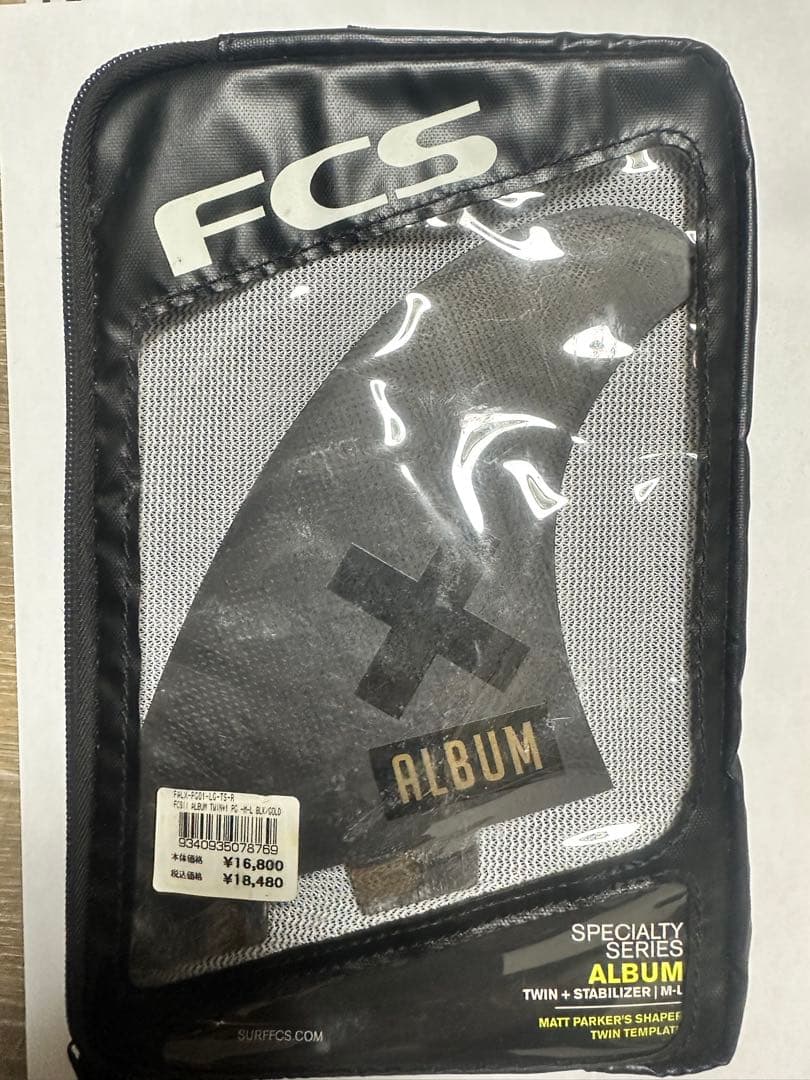 FCS
ALBUM
FALX-PG01-LG-TS-R
FCSII ALBUM TWIN+1 PG -M-L BLK/GOLD
9340935078769
本体価格 ¥16,800
税込価格 ¥18,480
SPECIALTY
SERIES
ALBUM
TWIN + STABILIZER | M-L
MATT PARKER'S SHAPER
TWIN TEMPLAT
SURFFCS.COM